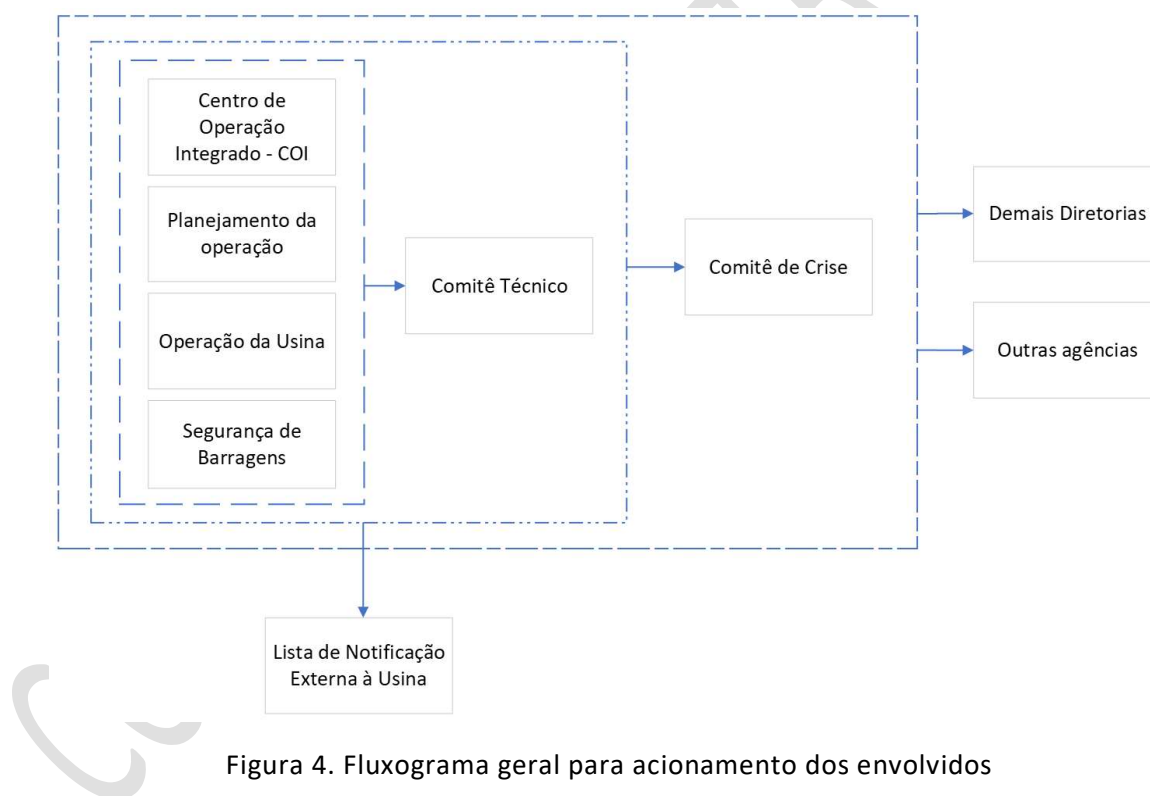 Centro de
Operação
Integrado - COI
Planejamento da
operação
Operação da Usina
Segurança de
Barragens
Comitê Técnico
Comitê de Crise
Demais Diretorias
Outras agências
Lista de Notificação
Externa à Usina
Figura 4. Fluxograma geral para acionamento dos envolvidos